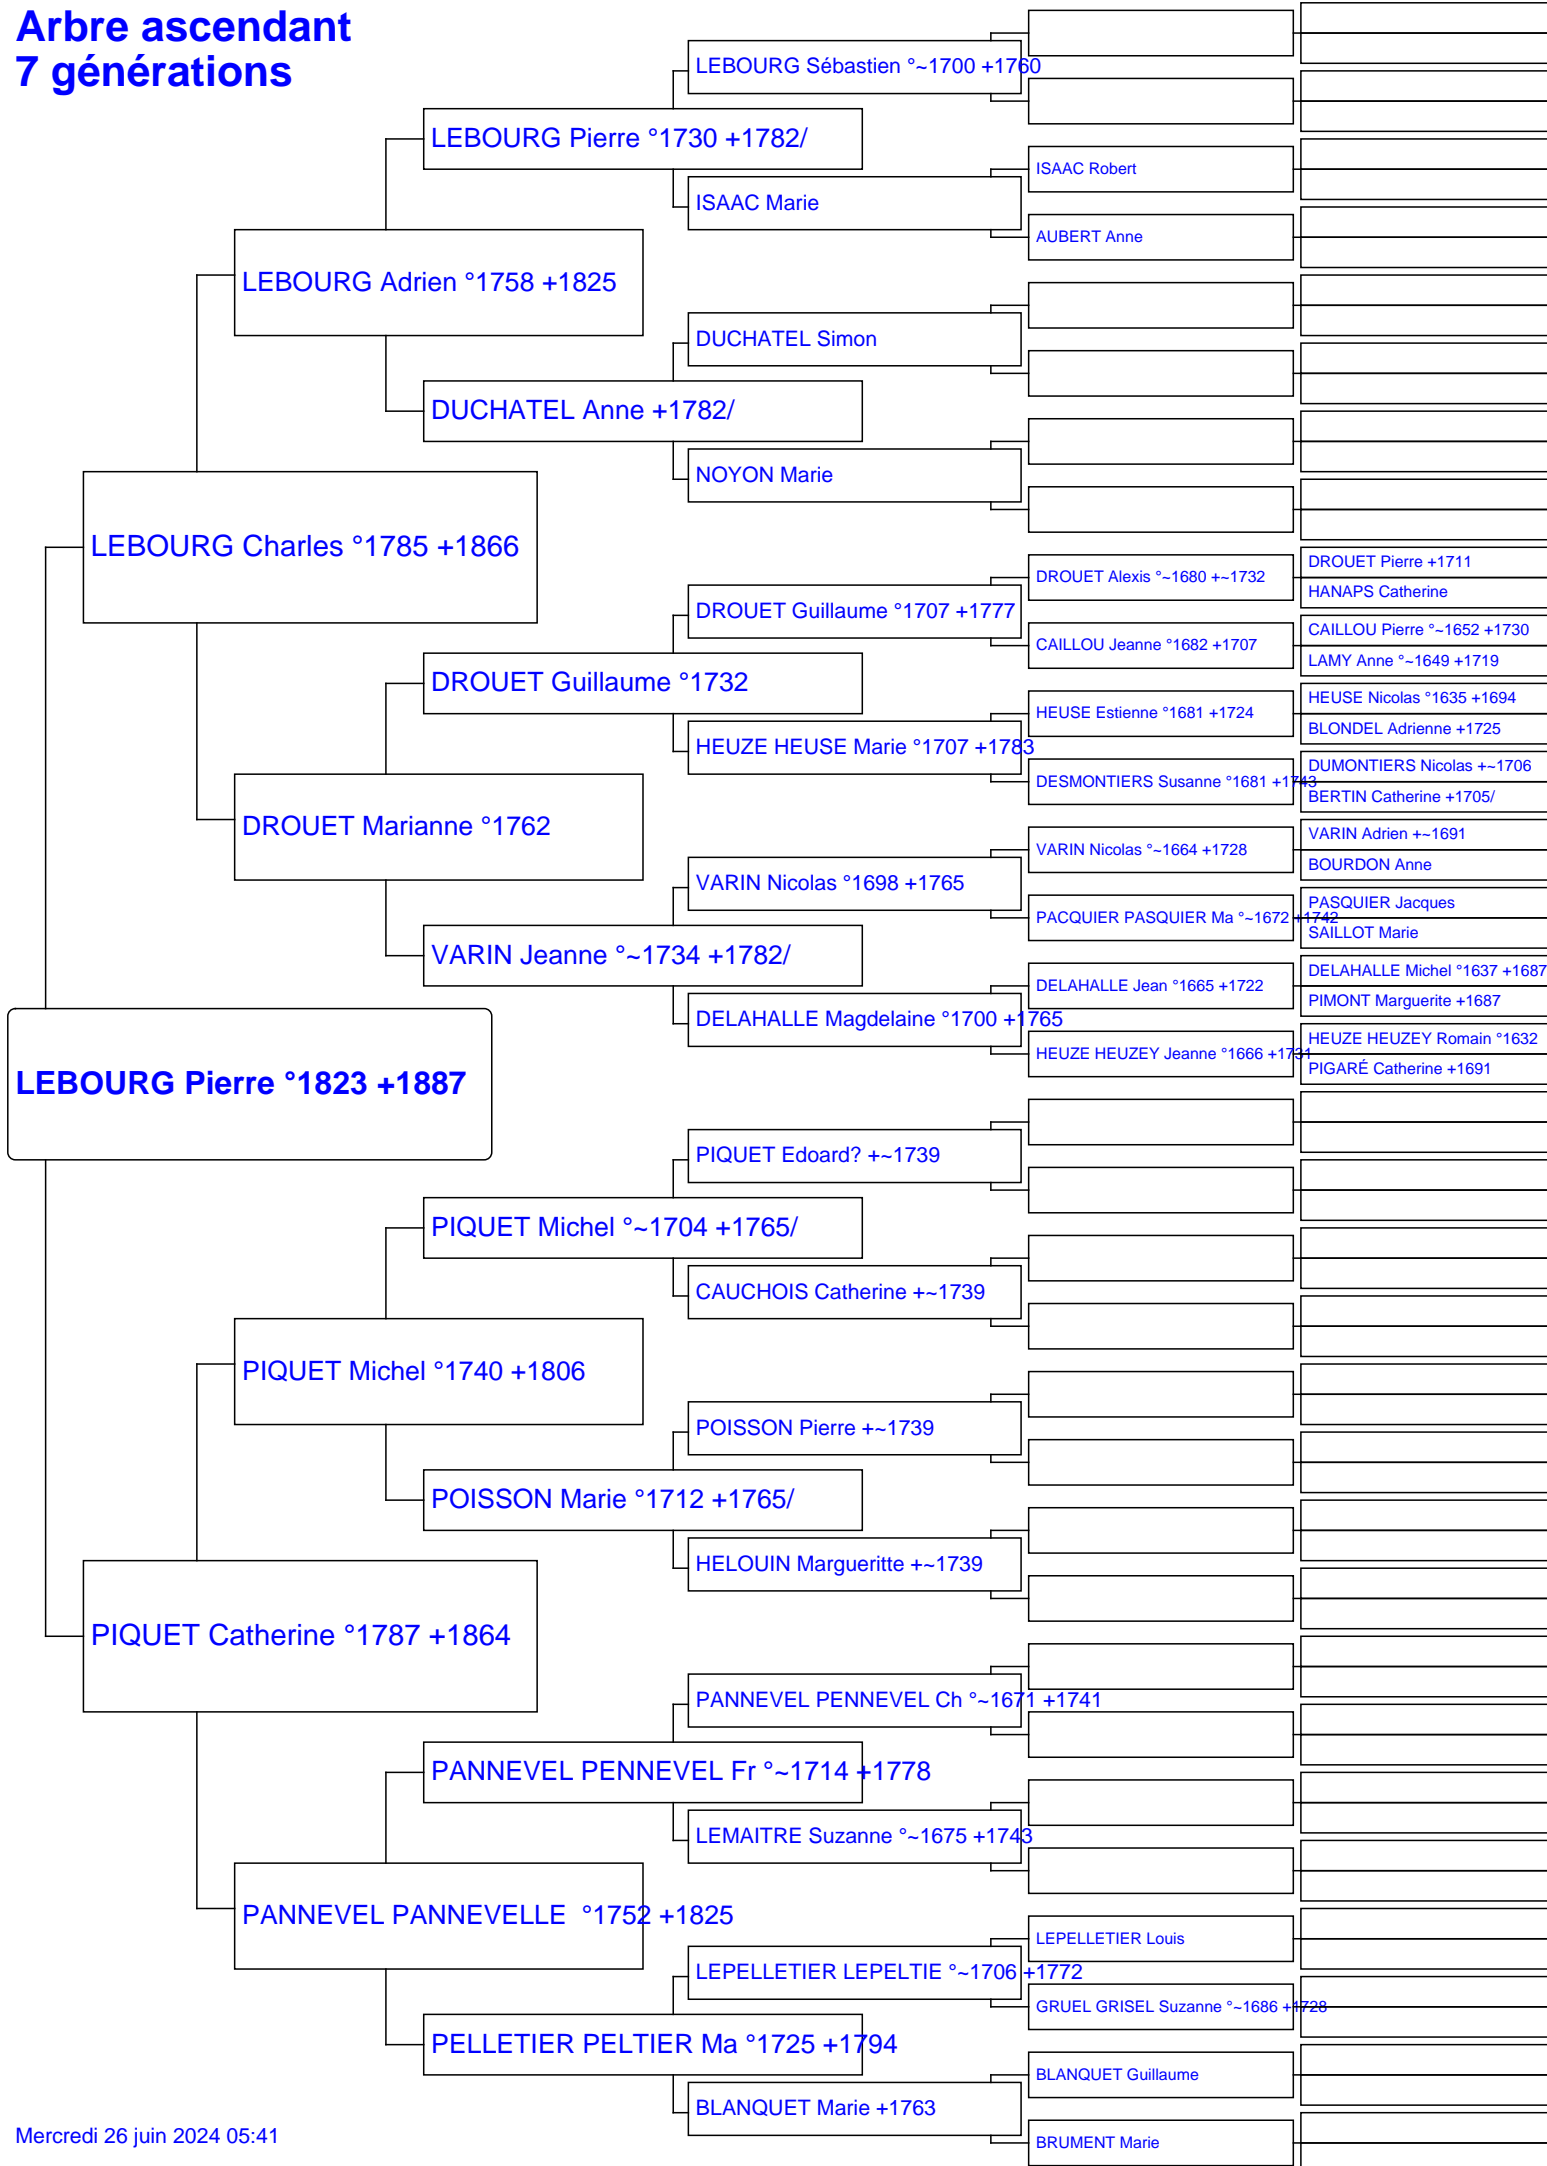 Arbre ascendant
7 générations
LEBOURG Sébastien °~1700 +1760
LEBOURG Pierre °1730 +1782/
ISAAC Robert
ISAAC Marie
AUBERT Anne
LEBOURG Adrien °1758 +1825
DUCHATEL Simon
DUCHATEL Anne +1782/
NOYON Marie
LEBOURG Charles °1785 +1866
DROUET Pierre +1711
DROUET Alexis °~1680 +~1732
HANAPS Catherine
DROUET Guillaume °1707 +1777
CAILLOU Pierre °~1652 +1730
CAILLOU Jeanne °1682 +1707
LAMY Anne °~1649 +1719
DROUET Guillaume °1732
HEUSE Nicolas °1635 +1694
HEUSE Estienne °1681 +1724
BLONDEL Adrienne +1725
HEUZE HEUSE Marie °1707 +1783
DUMONTIERS Nicolas +~1706
DESMONTIERS Susanne °1681 +1743
BERTIN Catherine +1705/
DROUET Marianne °1762
VARIN Adrien +~1691
VARIN Nicolas °~1664 +1728
BOURDON Anne
VARIN Nicolas °1698 +1765
PASQUIER Jacques
PACQUIER PASQUIER Ma °~1672 +1742
SAILLOT Marie
VARIN Jeanne °~1734 +1782/
DELAHALLE Michel °1637 +1687
DELAHALLE Jean °1665 +1722
PIMONT Marguerite +1687
DELAHALLE Magdelaine °1700 +1765
HEUZE HEUZEY Romain °1632
HEUZE HEUZEY Jeanne °1666 +1731
PIGARÉ Catherine +1691
LEBOURG Pierre °1823 +1887
PIQUET Edoard? +~1739
PIQUET Michel °~1704 +1765/
CAUCHOIS Catherine +~1739
PIQUET Michel °1740 +1806
POISSON Pierre +~1739
POISSON Marie °1712 +1765/
HELOUIN Margueritte +~1739
PIQUET Catherine °1787 +1864
PANNEVEL PENNEVEL Ch °~1671 +1741
PANNEVEL PENNEVEL Fr °~1714 +1778
LEMAITRE Suzanne °~1675 +1743
PANNEVEL PANNEVELLE  °1752 +1825
LEPELLETIER Louis
LEPELLETIER LEPELTIE °~1706 +1772
GRUEL GRISEL Suzanne °~1686 +1728
PELLETIER PELTIER Ma °1725 +1794
BLANQUET Guillaume
BLANQUET Marie +1763
BRUMENT Marie
Mercredi 26 juin 2024 05:41